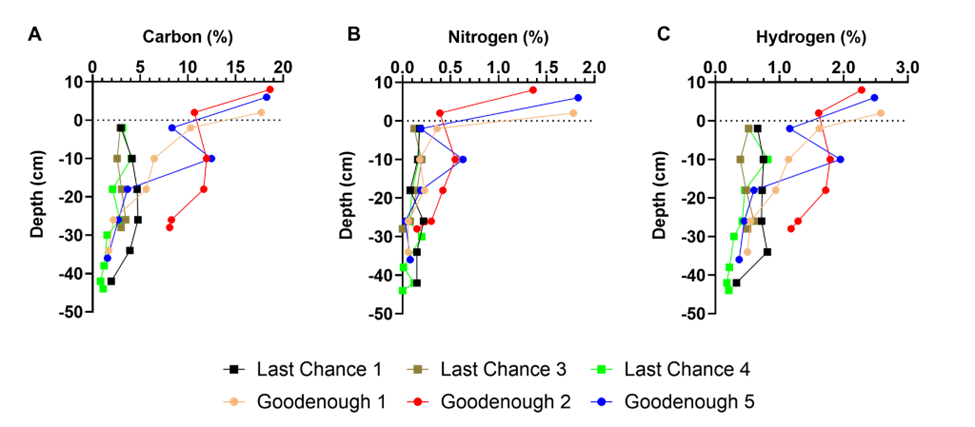 A Carbon (%)
0 5 10 15 20
10
0
-10
-20
-30
-40
-50
Depth (cm)
B Nitrogen (%)
0.0 0.5 1.0 1.5 2.0
10
0
-10
-20
-30
-40
-50
Depth (cm)
C Hydrogen (%)
0.0 1.0 2.0 3.0
10
0
-10
-20
-30
-40
-50
Depth (cm)
Last Chance 1 Last Chance 3 Last Chance 4
Goodenough 1 Goodenough 2 Goodenough 5